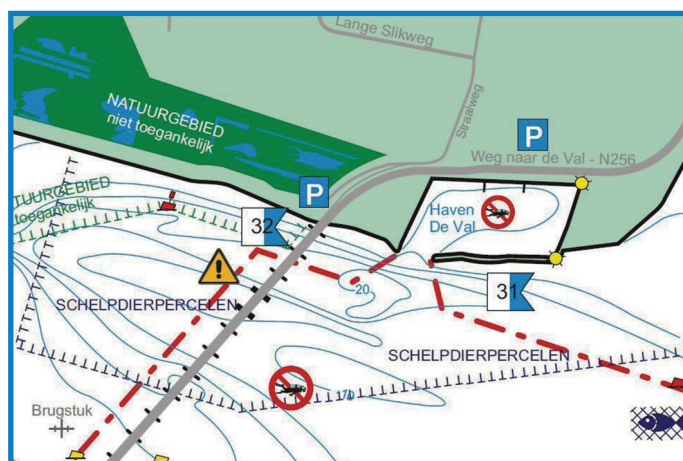 Lange Slikweg
Straalweg
NATUURGEBIED
niet toegankelijk
P
Weg naar de Val - N256
P
TUURGEBIED
toegankelijk
32
Haven
De Val
20
31
SCHELPDIERPERCELEN
SCHELPDIERPERCELEN
Brugstuk